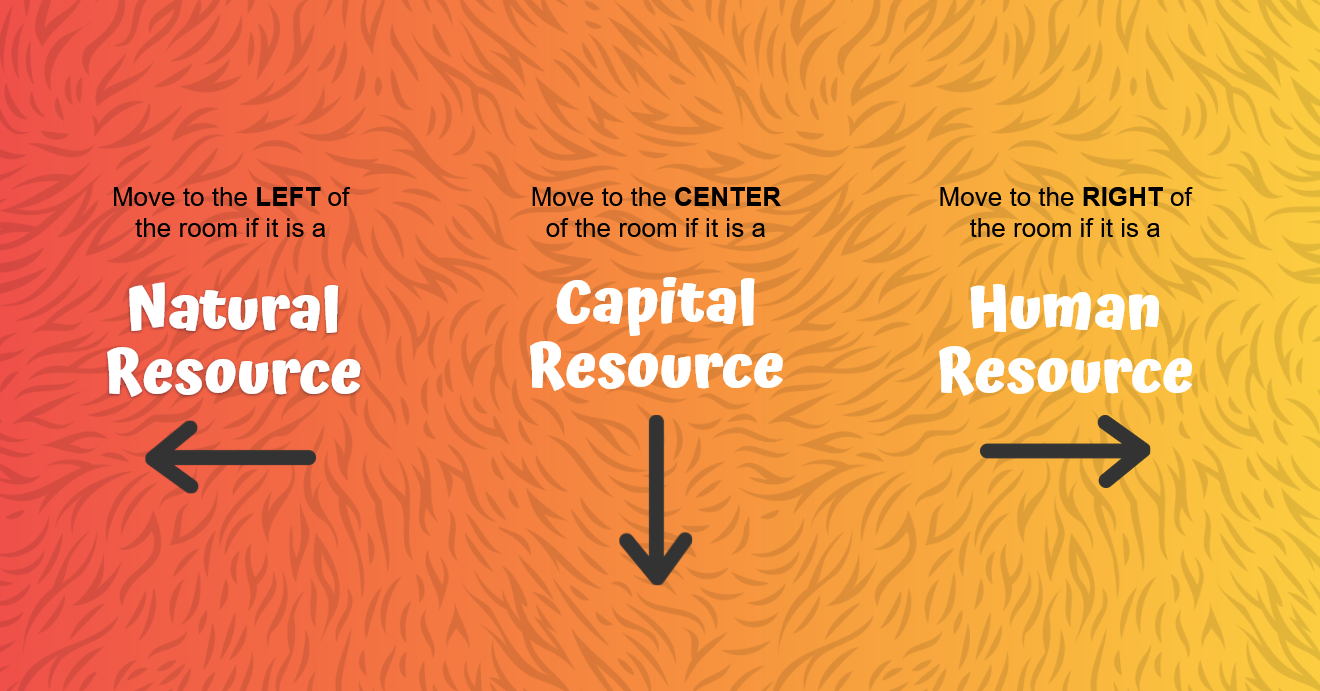 Move to the LEFT of
the room if it is a
Natural
Resource
Move to the CENTER
of the room if it is a
Capital
Resource
Move to the RIGHT of
the room if it is a
Human
Resource